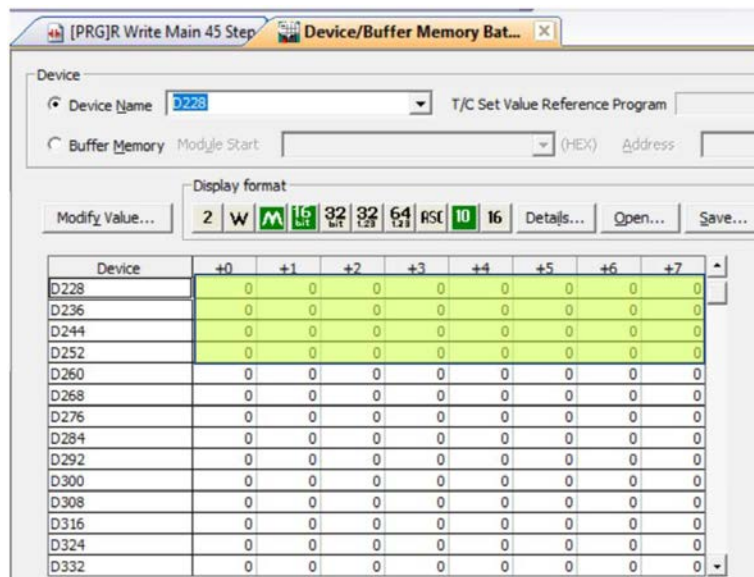 [PRG]R Write Main 45 Step Device/Buffer Memory Bat...
Device
Device Name D228 T/C Set Value Reference Program
Buffer Memory Module Start (HEX) Address
Display format
Modify Value... 2 W M 16 bit 32 bit 32 1.23 64 1.23 ASC 10 16 Details... Open... Save...
Device +0 +1 +2 +3 +4 +5 +6 +7
D228 0 0 0 0 0 0 0 0
D236 0 0 0 0 0 0 0 0
D244 0 0 0 0 0 0 0 0
D252 0 0 0 0 0 0 0 0
D260 0 0 0 0 0 0 0 0
D268 0 0 0 0 0 0 0 0
D276 0 0 0 0 0 0 0 0
D284 0 0 0 0 0 0 0 0
D292 0 0 0 0 0 0 0 0
D300 0 0 0 0 0 0 0 0
D308 0 0 0 0 0 0 0 0
D316 0 0 0 0 0 0 0 0
D324 0 0 0 0 0 0 0 0
D332 0 0 0 0 0 0 0 0